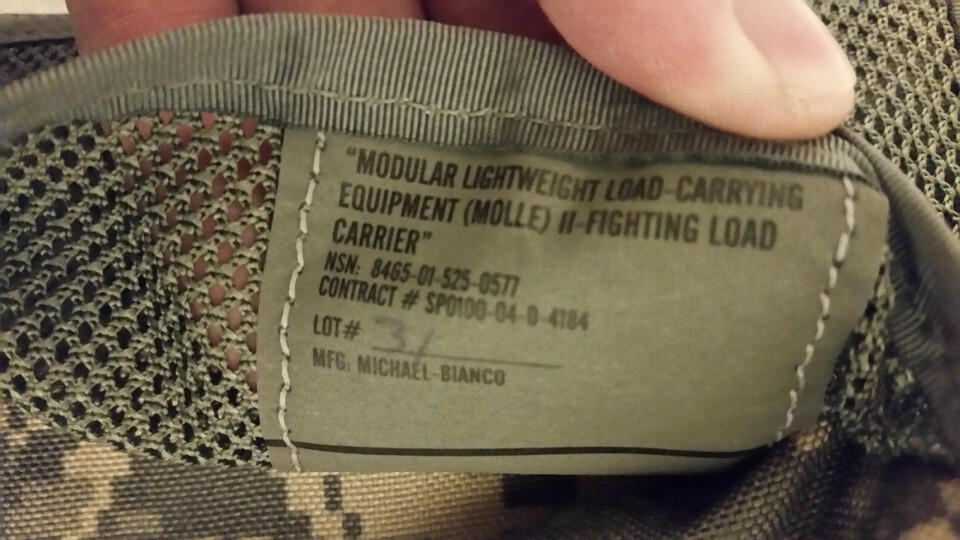 "MODULAR LIGHTWEIGHT LOAD-CARRYING
EQUIPMENT (MOLLE) II-FIGHTING LOAD
CARRIER"
NSN: 8465-01-525-0577
CONTRACT # SP0100-04-D-4184
LOT# 31
MFG: MICHAEL-BIANCO